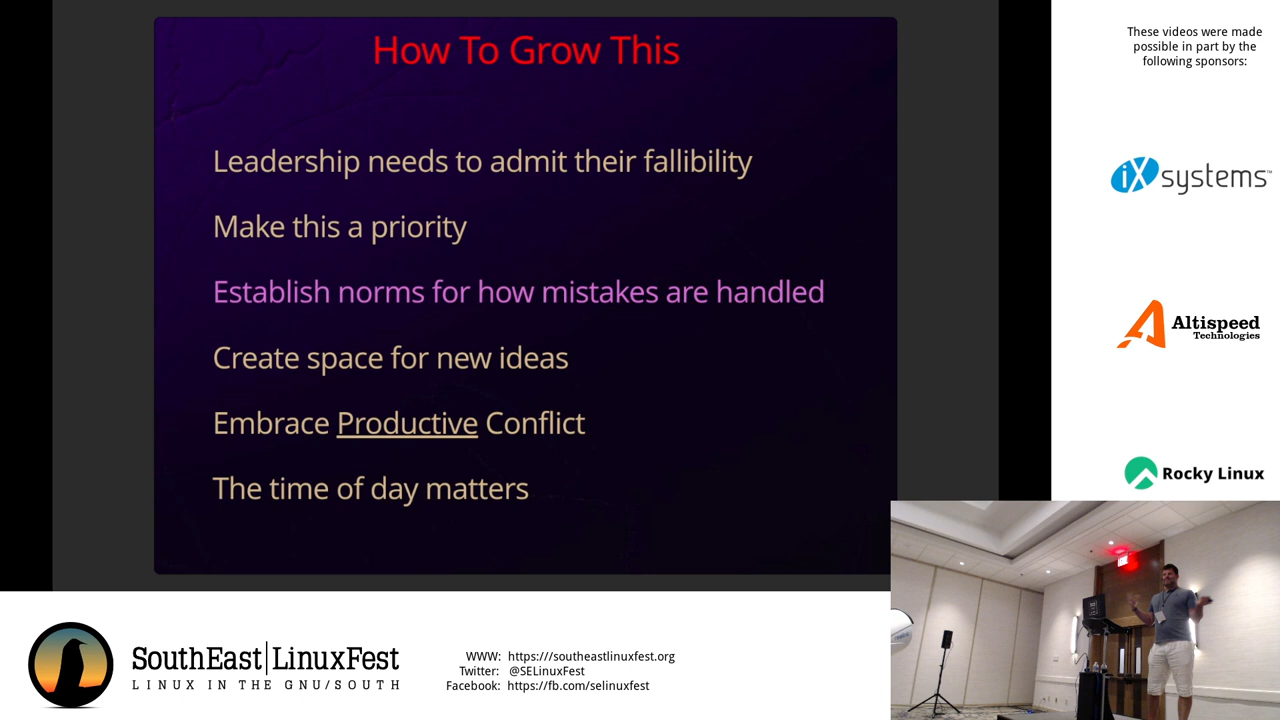 How To Grow This
Leadership needs to admit their fallibility
Make this a priority
Establish norms for how mistakes are handled
Create space for new ideas
Embrace Productive Conflict
The time of day matters
These videos were made
possible in part by the
following sponsors:
iXsystems™
Altispeed
Technologies
Rocky Linux
SouthEast|LinuxFest
LINUX IN THE GNU/SOUTH
WWW: https:///southeastlinuxfest.org
Twitter: @SELinuxFest
Facebook: https://fb.com/selinuxfest